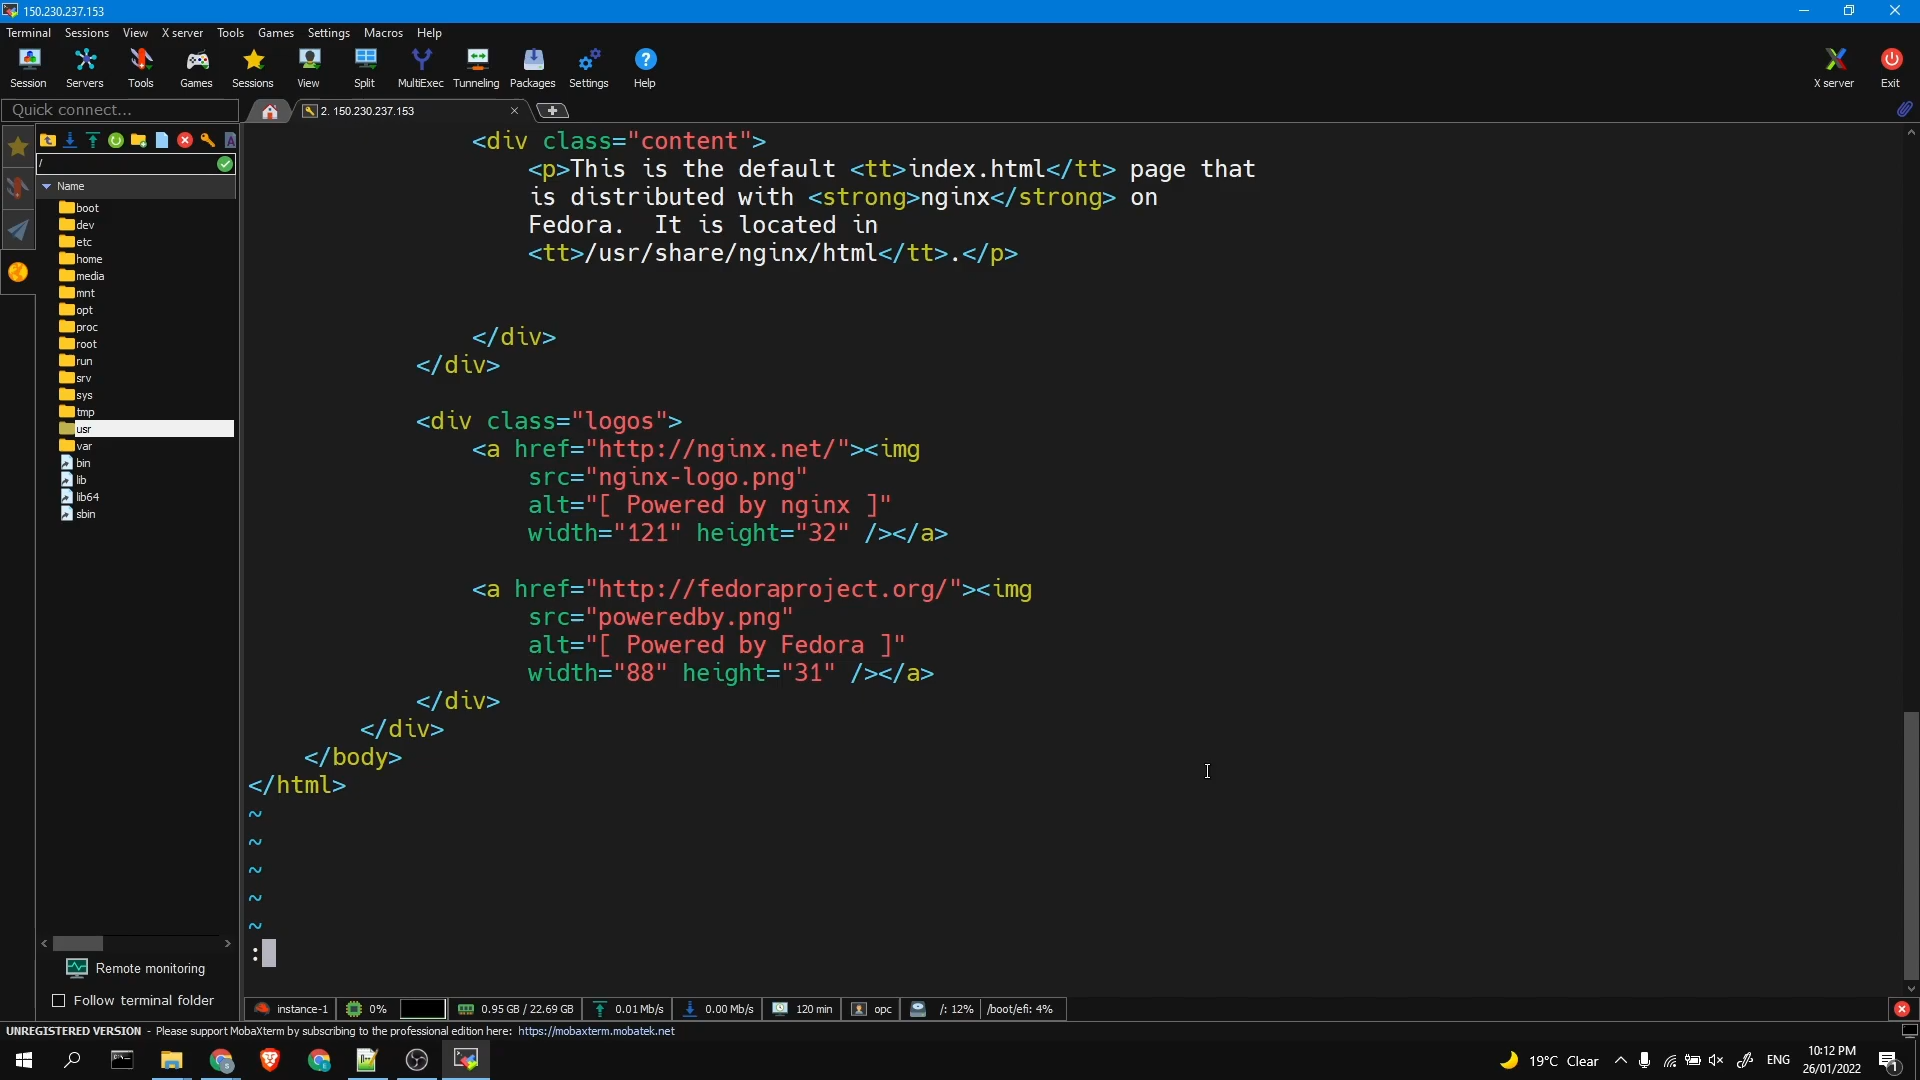 150.230.237.153
Terminal Sessions View X server Tools Games Settings Macros Help
Session Servers Tools Games Sessions View Split MultiExec Tunneling Packages Settings Help X server Exit
Quick connect...
2. 150.230.237.153
/
Name
boot
dev
etc
home
media
mnt
opt
proc
root
run
srv
sys
tmp
usr
var
bin
lib
lib64
sbin
Remote monitoring
Follow terminal folder
<div class="content">
<p>This is the default <tt>index.html</tt> page that
is distributed with <strong>nginx</strong> on
Fedora.  It is located in
<tt>/usr/share/nginx/html</tt>.</p>
</div>
</div>
<div class="logos">
<a href="http://nginx.net/"><img
src="nginx-logo.png"
alt="[ Powered by nginx ]"
width="121" height="32" /></a>
<a href="http://fedoraproject.org/"><img
src="poweredby.png"
alt="[ Powered by Fedora ]"
width="88" height="31" /></a>
</div>
</div>
</body>
</html>
~
~
~
~
~
:
instance-1 0% 0.95 GB / 22.69 GB 0.01 Mb/s 0.00 Mb/s 120 min opc /: 12% /boot/efi: 4%
UNREGISTERED VERSION - Please support MobaXterm by subscribing to the professional edition here: https://mobaxterm.mobatek.net
19°C Clear ENG 10:12 PM
26/01/2022
1